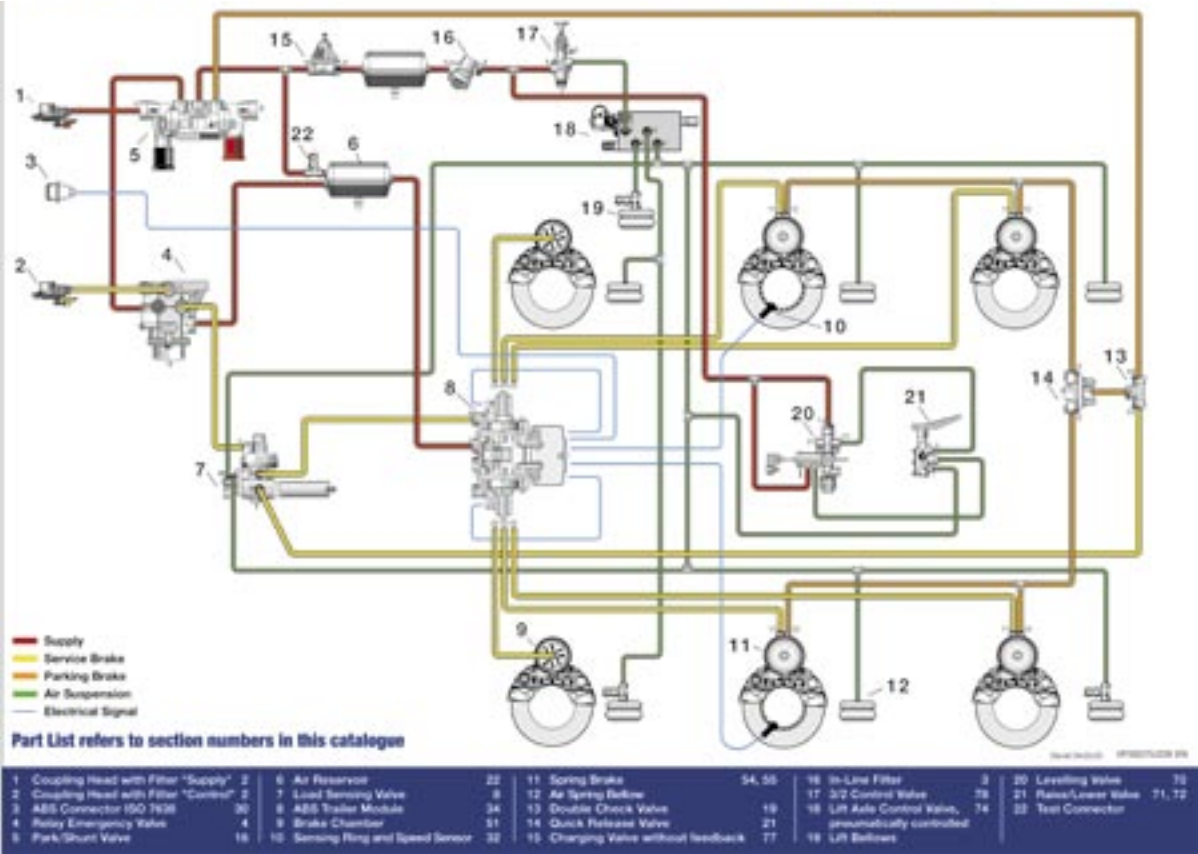 1
2
3
4
5
6
7
8
9
10
11
12
13
14
15
16
17
18
19
20
21
22
Supply
Service Brake
Parking Brake
Air Suspension
Electrical Signal
Part List refers to section numbers in this catalogue
1 Coupling Head with Filter "Supply" 2
2 Coupling Head with Filter "Control" 2
3 ABS Connector ISO 7638 30
4 Relay Emergency Valve 4
5 Park/Shunt Valve 16
6 Air Reservoir 22
7 Load Sensing Valve 8
8 ABS Trailer Module 34
9 Brake Chamber 51
10 Sensing Ring and Speed Sensor 32
11 Spring Brake 54, 55
12 Air Spring Bellow
13 Double Check Valve 19
14 Quick Release Valve 21
15 Charging Valve without feedback 77
16 In-Line Filter 3
17 3/2 Control Valve 78
18 Lift Axle Control Valve, 74
pneumatically controlled
19 Lift Bellows
20 Levelling Valve 70
21 Raise/Lower Valve 71, 72
22 Test Connector